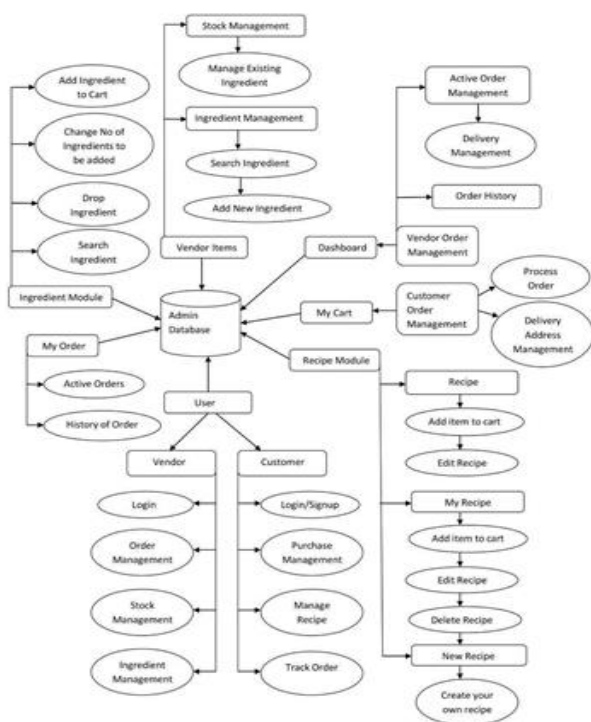 Stock Management
Manage Existing
Ingredient
Ingredient Management
Search Ingredient
Add New Ingredient
Vendor Items
Add Ingredient
to Cart
Change No of
Ingredients to
be added
Drop
Ingredient
Search
Ingredient
Ingredient Module
Active Order
Management
Delivery
Management
Order History
Vendor Order
Management
Dashboard
Admin
Database
My Cart
Customer
Order
Management
Process
Order
Delivery
Address
Management
My Order
Active Orders
History of Order
Recipe Module
Recipe
Add item to cart
Edit Recipe
My Recipe
Add item to cart
Edit Recipe
Delete Recipe
New Recipe
Create your
own recipe
User
Vendor
Login
Order
Management
Stock
Management
Ingredient
Management
Customer
Login/Signup
Purchase
Management
Manage
Recipe
Track Order